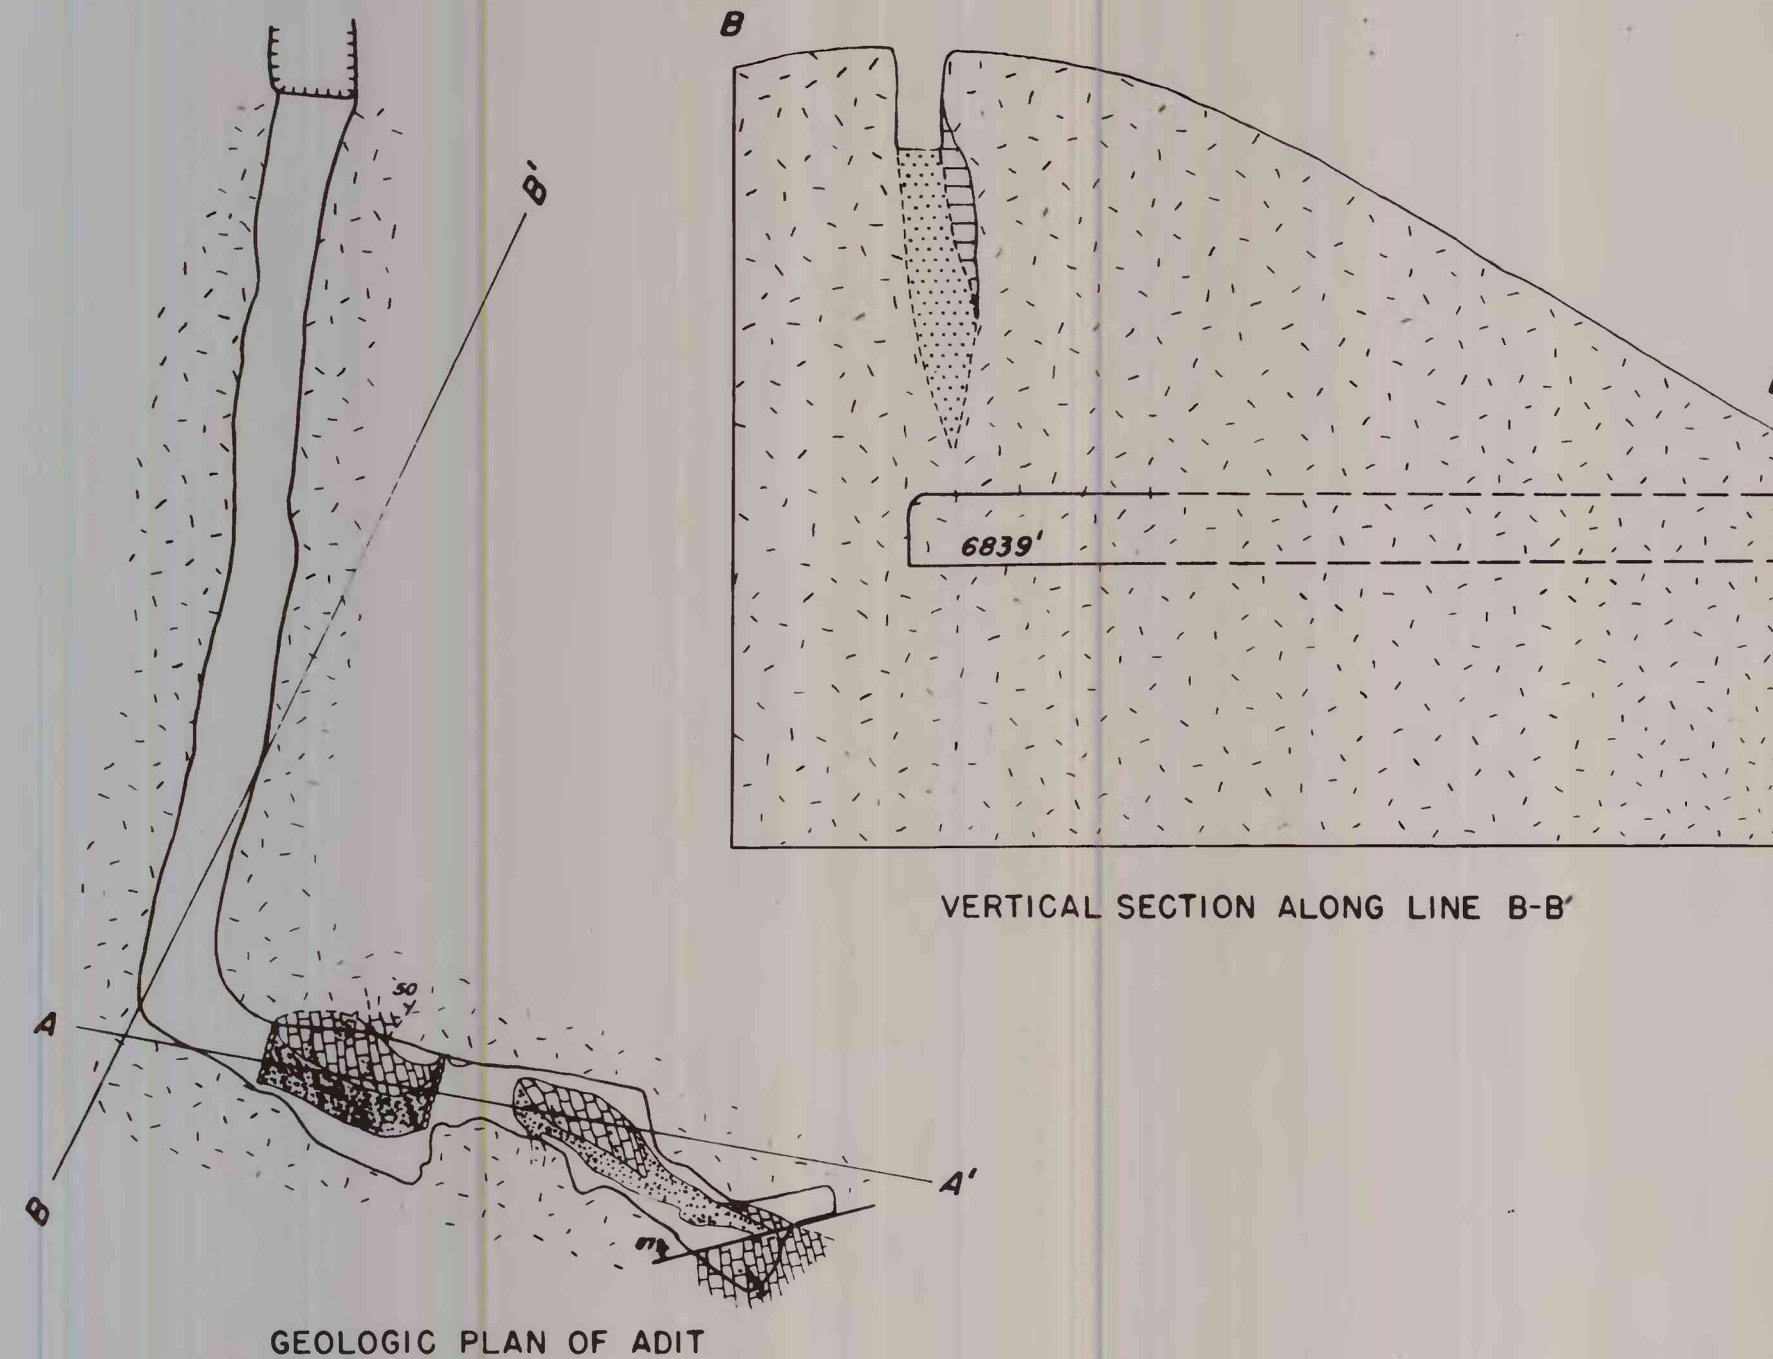 B
B'
6839'
VERTICAL SECTION ALONG LINE B-B'
50
A
A'
B
GEOLOGIC PLAN OF ADIT